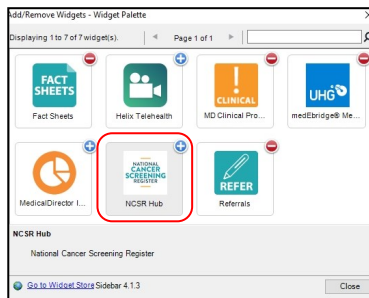 Add/Remove Widgets - Widget Palette
Displaying 1 to 7 of 7 widget(s).
Page 1 of 1
FACT
SHEETS
CLINICAL
UHG
Fact Sheets
Helix Telehealth
MD Clinical Pro...
medEbridge® Me...
NATIONAL
CANCER
SCREENING
REGISTER
REFER
MedicalDirector I...
NCSR Hub
Referrals
NCSR Hub
National Cancer Screening Register
Go to Widget Store Sidebar 4.1.3
Close